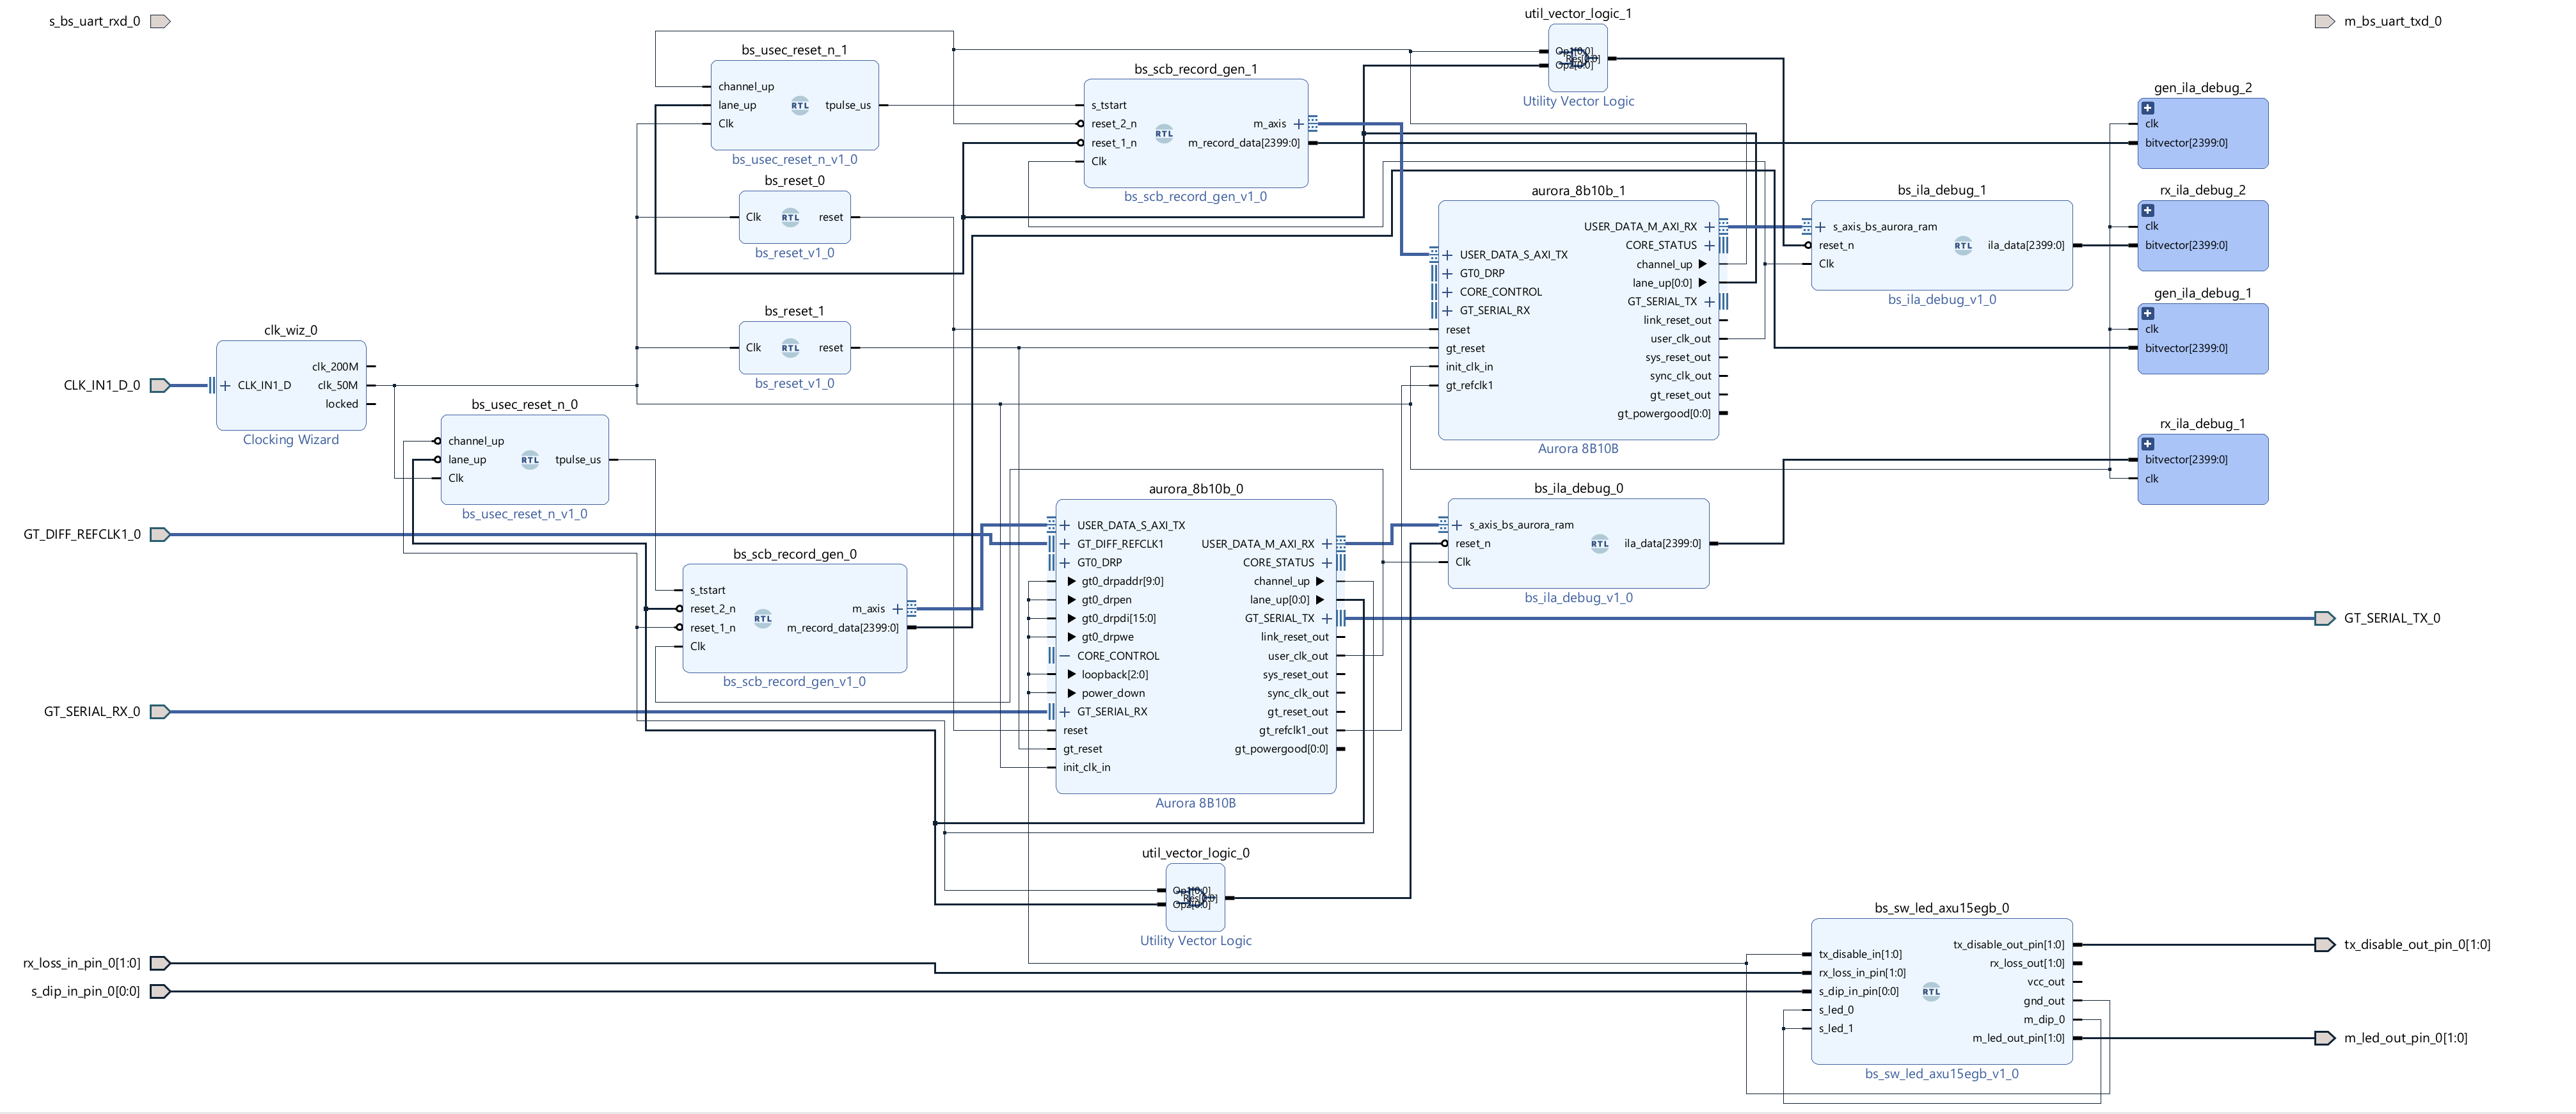 s_bs_uart_rxd_0
m_bs_uart_txd_0
util_vector_logic_1
Op1[0:0]
Res[0:0]
Op2[0:0]
Utility Vector Logic
bs_usec_reset_n_1
channel_up
lane_up
Clk
RTL
tpulse_us
bs_usec_reset_n_v1_0
bs_scb_record_gen_1
s_tstart
reset_2_n
reset_1_n
Clk
RTL
m_axis
m_record_data[2399:0]
bs_scb_record_gen_v1_0
gen_ila_debug_2
clk
bitvector[2399:0]
bs_reset_0
Clk
RTL
reset
bs_reset_v1_0
aurora_8b10b_1
USER_DATA_S_AXI_TX
GT0_DRP
CORE_CONTROL
GT_SERIAL_RX
reset
gt_reset
init_clk_in
gt_refclk1
USER_DATA_M_AXI_RX
CORE_STATUS
channel_up
lane_up[0:0]
GT_SERIAL_TX
link_reset_out
user_clk_out
sys_reset_out
sync_clk_out
gt_reset_out
gt_powergood[0:0]
Aurora 8B10B
bs_ila_debug_1
s_axis_bs_aurora_ram
reset_n
Clk
RTL
ila_data[2399:0]
bs_ila_debug_v1_0
rx_ila_debug_2
clk
bitvector[2399:0]
gen_ila_debug_1
clk
bitvector[2399:0]
bs_reset_1
Clk
RTL
reset
bs_reset_v1_0
clk_wiz_0
CLK_IN1_D_0
CLK_IN1_D
clk_200M
clk_50M
locked
Clocking Wizard
bs_usec_reset_n_0
channel_up
lane_up
Clk
RTL
tpulse_us
bs_usec_reset_n_v1_0
rx_ila_debug_1
bitvector[2399:0]
clk
GT_DIFF_REFCLK1_0
aurora_8b10b_0
USER_DATA_S_AXI_TX
GT_DIFF_REFCLK1
GT0_DRP
gt0_drpaddr[9:0]
gt0_drpen
gt0_drpdi[15:0]
gt0_drpwe
CORE_CONTROL
loopback[2:0]
power_down
GT_SERIAL_RX
reset
gt_reset
init_clk_in
USER_DATA_M_AXI_RX
CORE_STATUS
channel_up
lane_up[0:0]
GT_SERIAL_TX
link_reset_out
user_clk_out
sys_reset_out
sync_clk_out
gt_reset_out
gt_refclk1_out
gt_powergood[0:0]
Aurora 8B10B
bs_ila_debug_0
s_axis_bs_aurora_ram
reset_n
Clk
RTL
ila_data[2399:0]
bs_ila_debug_v1_0
bs_scb_record_gen_0
s_tstart
reset_2_n
reset_1_n
Clk
RTL
m_axis
m_record_data[2399:0]
bs_scb_record_gen_v1_0
GT_SERIAL_TX_0
GT_SERIAL_RX_0
util_vector_logic_0
Op1[0:0]
Res[0:0]
Op2[0:0]
Utility Vector Logic
rx_loss_in_pin_0[1:0]
s_dip_in_pin_0[0:0]
bs_sw_led_axu15egb_0
tx_disable_in[1:0]
rx_loss_in_pin[1:0]
s_dip_in_pin[0:0]
s_led_0
s_led_1
RTL
tx_disable_out_pin[1:0]
rx_loss_out[1:0]
vcc_out
gnd_out
m_dip_0
m_led_out_pin[1:0]
bs_sw_led_axu15egb_v1_0
tx_disable_out_pin_0[1:0]
m_led_out_pin_0[1:0]